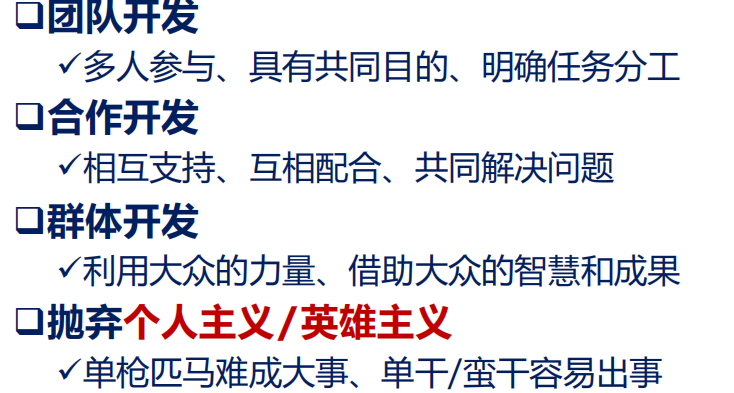 ❑团队开发
✓多人参与、具有共同目的、明确任务分工
❑合作开发
✓相互支持、互相配合、共同解决问题
❑群体开发
✓利用大众的力量、借助大众的智慧和成果
❑抛弃个人主义/英雄主义
✓单枪匹马难成大事、单干/蛮干容易出事